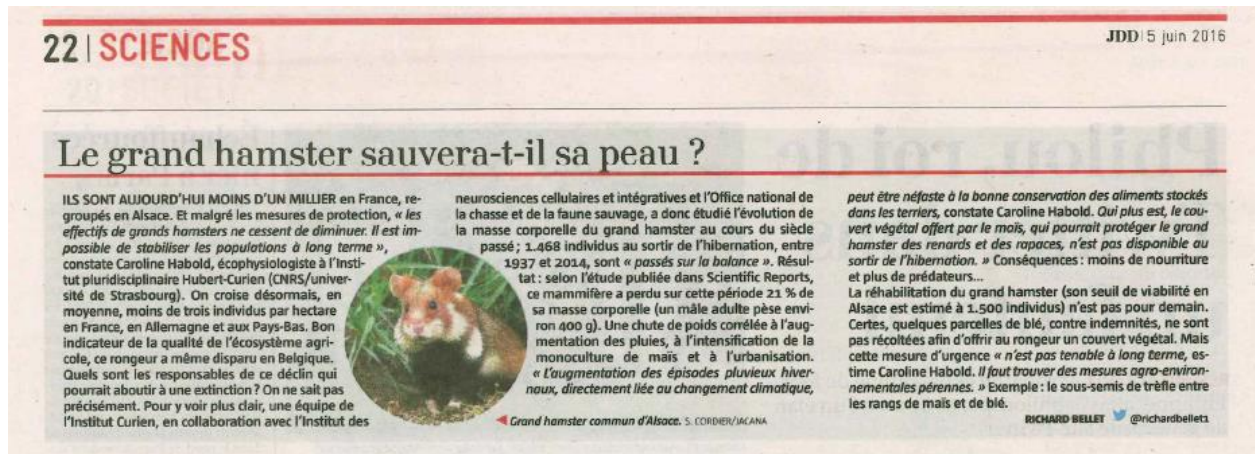 22 | SCIENCES
JDD | 5 juin 2016
Le grand hamster sauvera-t-il sa peau ?
ILS SONT AUJOURD'HUI MOINS D'UN MILLIER en France, re-
groupés en Alsace. Et malgré les mesures de protection, « les
effectifs de grands hamsters ne cessent de diminuer. Il est im-
possible de stabiliser les populations à long terme »,
constate Caroline Habold, écophysiologiste à l'Insti-
tut pluridisciplinaire Hubert-Curien (CNRS/univer-
sité de Strasbourg). On croise désormais, en
moyenne, moins de trois individus par hectare
en France, en Allemagne et aux Pays-Bas. Bon
indicateur de la qualité de l'écosystème agri-
cole, ce rongeur a même disparu en Belgique.
Quels sont les responsables de ce déclin qui
pourrait aboutir à une extinction ? On ne sait pas
précisément. Pour y voir plus clair, une équipe de
l'Institut Curien, en collaboration avec l'Institut des
neurosciences cellulaires et intégratives et l'Office national de
la chasse et de la faune sauvage, a donc étudié l'évolution de
la masse corporelle du grand hamster au cours du siècle
passé ; 1.468 individus au sortir de l'hibernation, entre
1937 et 2014, sont « passés sur la balance ». Résul-
tat : selon l'étude publiée dans Scientific Reports,
ce mammifère a perdu sur cette période 21 % de
sa masse corporelle (un mâle adulte pèse envi-
ron 400 g). Une chute de poids corrélée à l'aug-
mentation des pluies, à l'intensification de la
monoculture de maïs et à l'urbanisation.
« L'augmentation des épisodes pluvieux hiver-
naux, directement liée au changement climatique,
Grand hamster commun d'Alsace. S. CORDIER/JACANA
peut être néfaste à la bonne conservation des aliments stockés
dans les terriers, constate Caroline Habold. Qui plus est, le cou-
vert végétal offert par le maïs, qui pourrait protéger le grand
hamster des renards et des rapaces, n'est pas disponible au
sortir de l'hibernation. » Conséquences : moins de nourriture
et plus de prédateurs...
La réhabilitation du grand hamster (son seuil de viabilité en
Alsace est estimé à 1.500 individus) n'est pas pour demain.
Certes, quelques parcelles de blé, contre indemnités, ne sont
pas récoltées afin d'offrir au rongeur un couvert végétal. Mais
cette mesure d'urgence « n'est pas tenable à long terme, es-
time Caroline Habold. Il faut trouver des mesures agro-environ-
nementales pérennes. » Exemple : le sous-semis de trèfle entre
les rangs de maïs et de blé.
RICHARD BELLET @richardbellet1